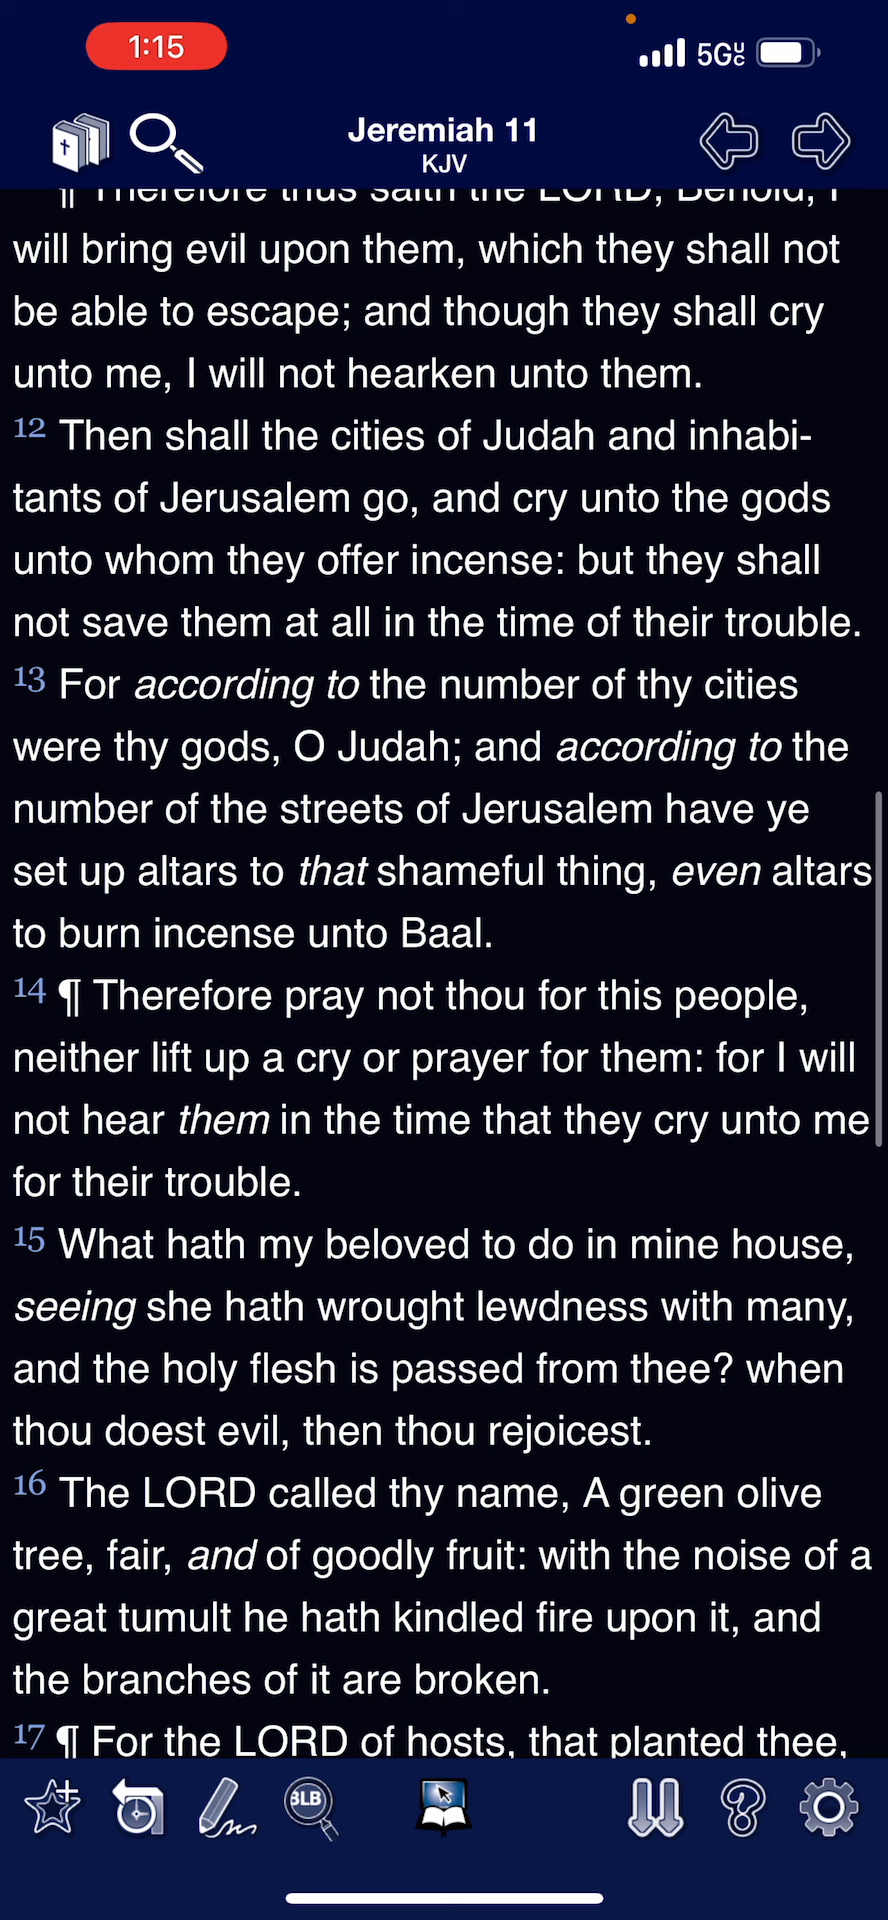 1:15
5G UC
Jeremiah 11
KJV
¶ Therefore thus saith the LORD, Behold, I
will bring evil upon them, which they shall not
be able to escape; and though they shall cry
unto me, I will not hearken unto them.
12 Then shall the cities of Judah and inhabi-
tants of Jerusalem go, and cry unto the gods
unto whom they offer incense: but they shall
not save them at all in the time of their trouble.
13 For according to the number of thy cities
were thy gods, O Judah; and according to the
number of the streets of Jerusalem have ye
set up altars to that shameful thing, even altars
to burn incense unto Baal.
14 ¶ Therefore pray not thou for this people,
neither lift up a cry or prayer for them: for I will
not hear them in the time that they cry unto me
for their trouble.
15 What hath my beloved to do in mine house,
seeing she hath wrought lewdness with many,
and the holy flesh is passed from thee? when
thou doest evil, then thou rejoicest.
16 The LORD called thy name, A green olive
tree, fair, and of goodly fruit: with the noise of a
great tumult he hath kindled fire upon it, and
the branches of it are broken.
17 ¶ For the LORD of hosts, that planted thee,
BLB